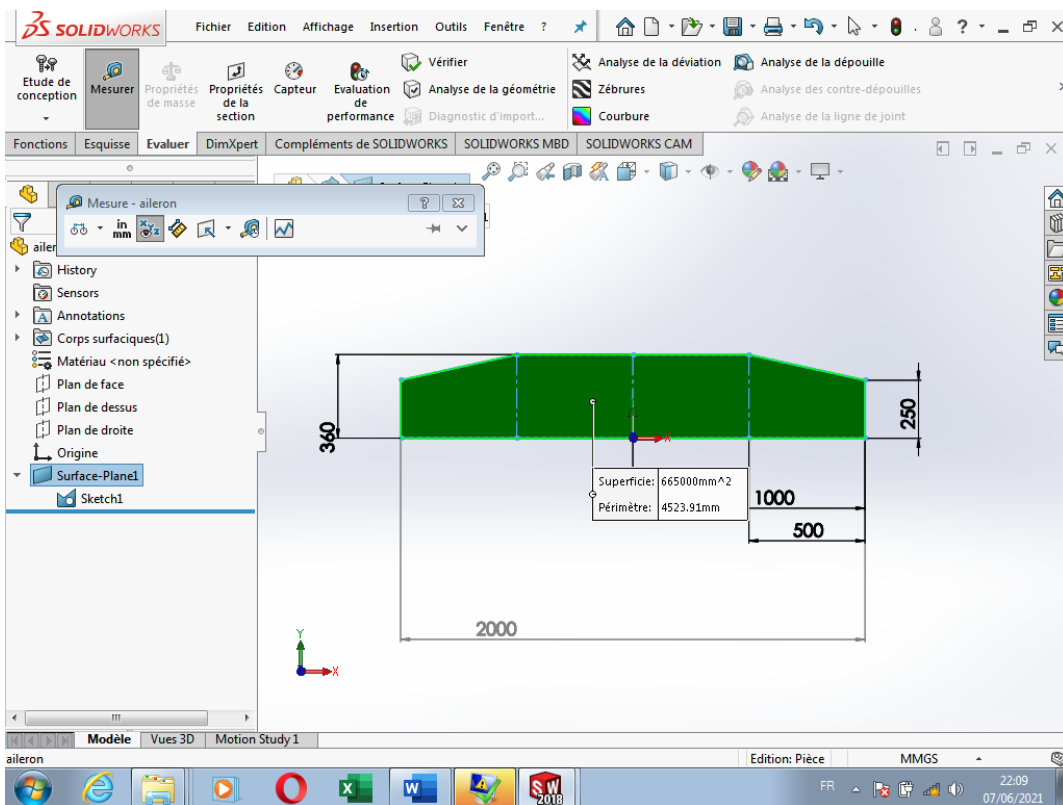 SOLIDWORKS
Fichier Edition Affichage Insertion Outils Fenêtre ?
Etude de conception
Mesurer
Propriétés de masse
Propriétés de la section
Capteur
Evaluation de performance
Vérifier
Analyse de la géométrie
Diagnostic d'import...
Analyse de la déviation
Zébrures
Courbure
Analyse de la dépouille
Analyse des contre-dépouilles
Analyse de la ligne de joint
Fonctions Esquisse Evaluer DimXpert Compléments de SOLIDWORKS SOLIDWORKS MBD SOLIDWORKS CAM
Mesure - aileron
in
mm
XYZ
ailer
History
Sensors
Annotations
Corps surfaciques(1)
Matériau <non spécifié>
Plan de face
Plan de dessus
Plan de droite
Origine
Surface-Plane1
Sketch1
360
250
X
Superficie: 665000mm^2
Périmètre: 4523.91mm
1000
500
2000
Y
X
Modèle Vues 3D Motion Study 1
aileron
Edition: Pièce MMGS
SW
2018
FR
22:09
07/06/2021